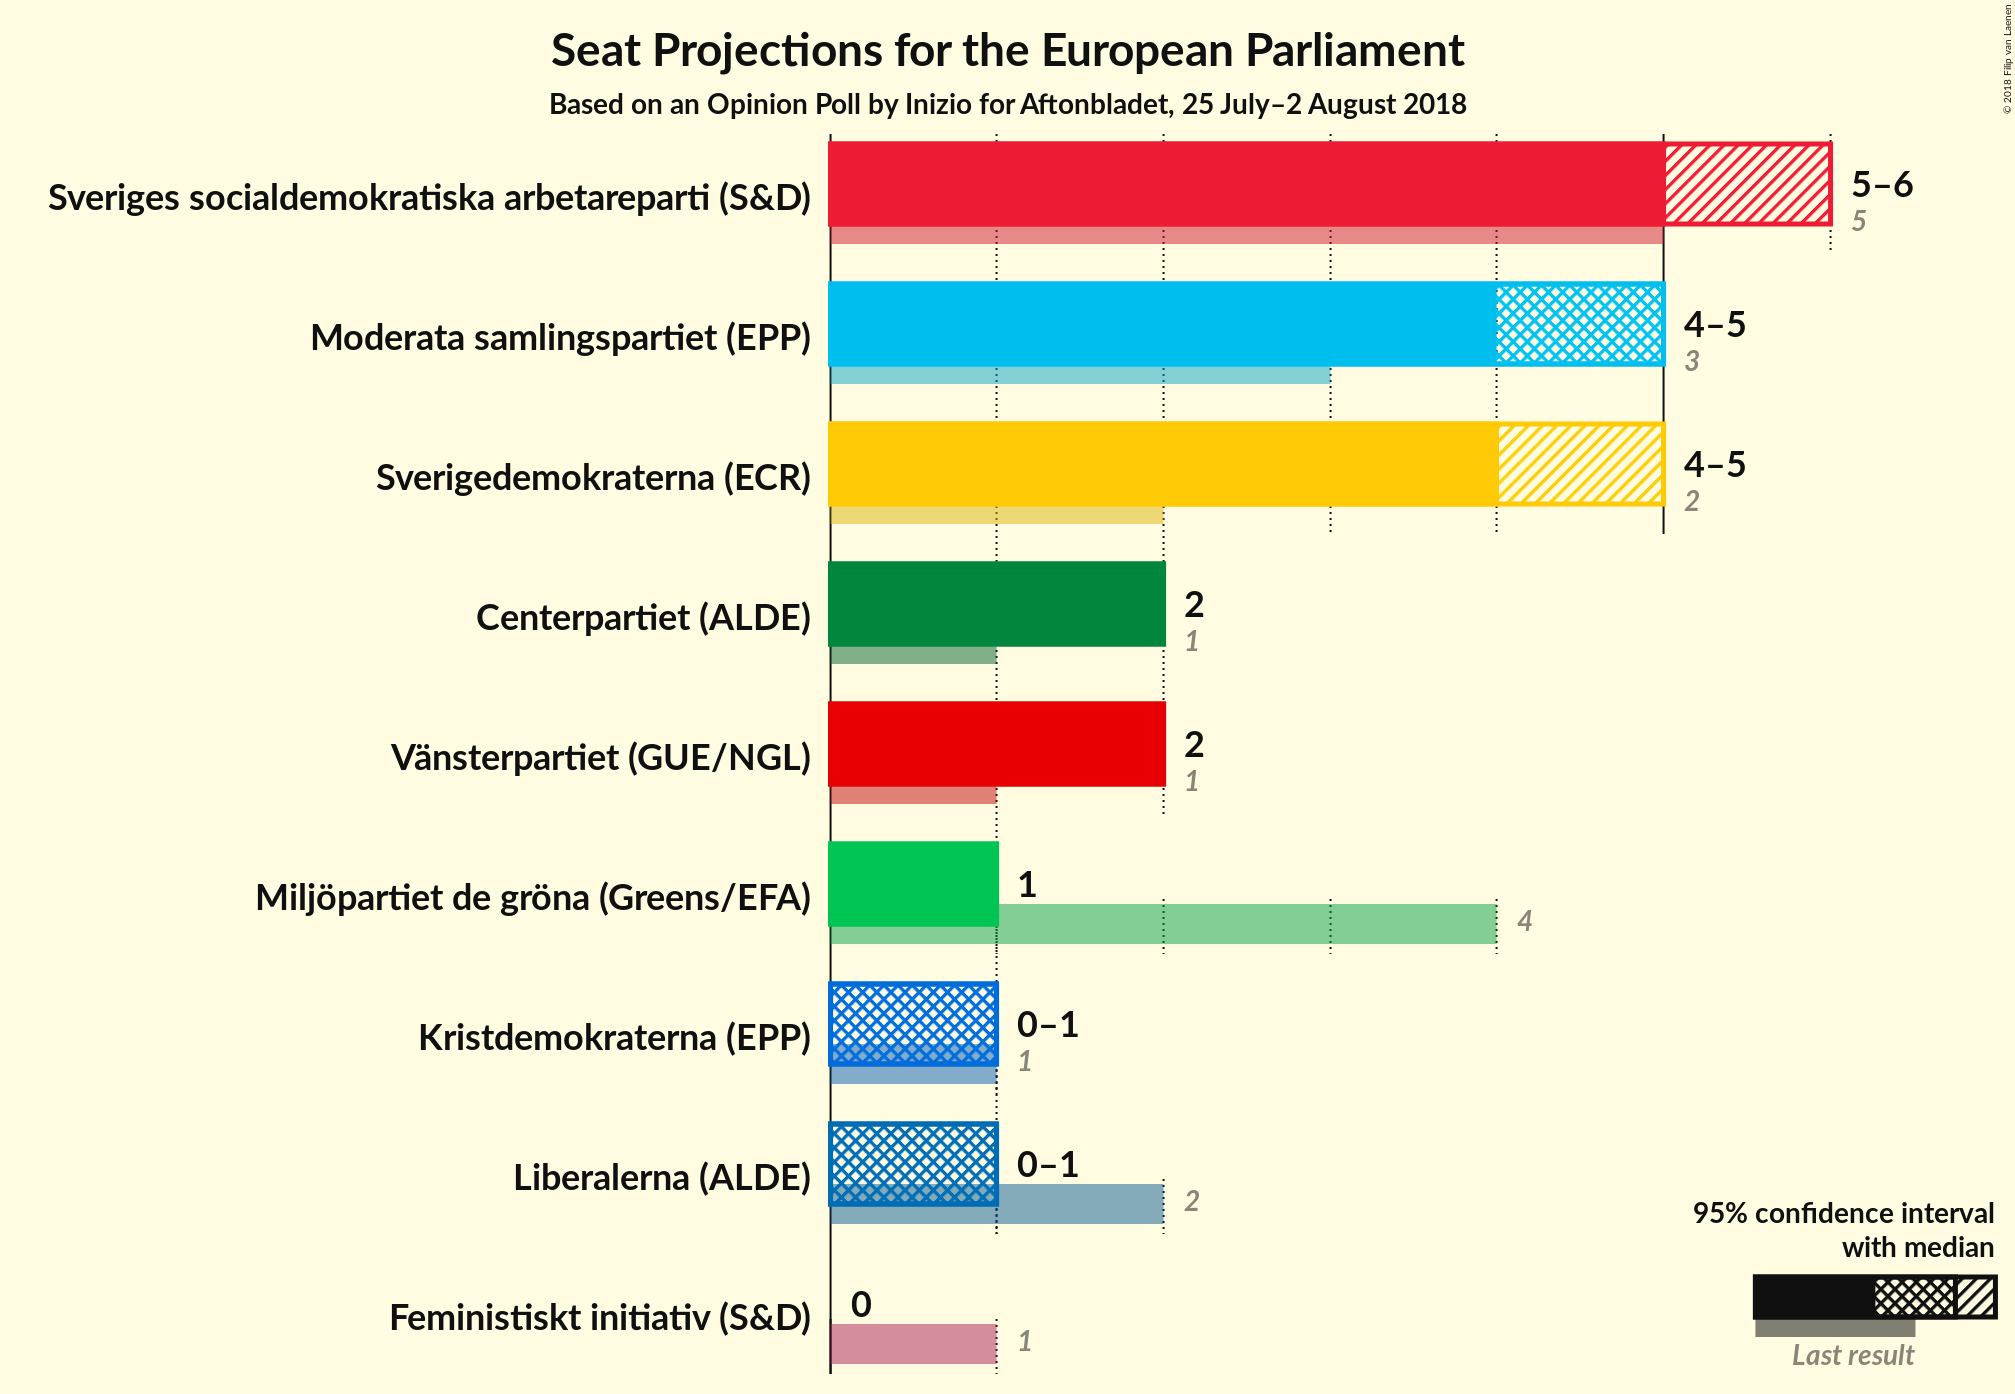 Seat Projections for the European Parliament
Based on an Opinion Poll by Inizio for Aftonbladet, 25 July–2 August 2018
© 2018 Filip van Laenen
Sveriges socialdemokratiska arbetareparti (S&D)
5–6
5
Moderata samlingspartiet (EPP)
4–5
3
Sverigedemokraterna (ECR)
4–5
2
Centerpartiet (ALDE)
2
1
Vänsterpartiet (GUE/NGL)
2
1
Miljöpartiet de gröna (Greens/EFA)
1
4
Kristdemokraterna (EPP)
0–1
1
Liberalerna (ALDE)
0–1
2
Feministiskt initiativ (S&D)
0
1
95% confidence interval
with median
Last result